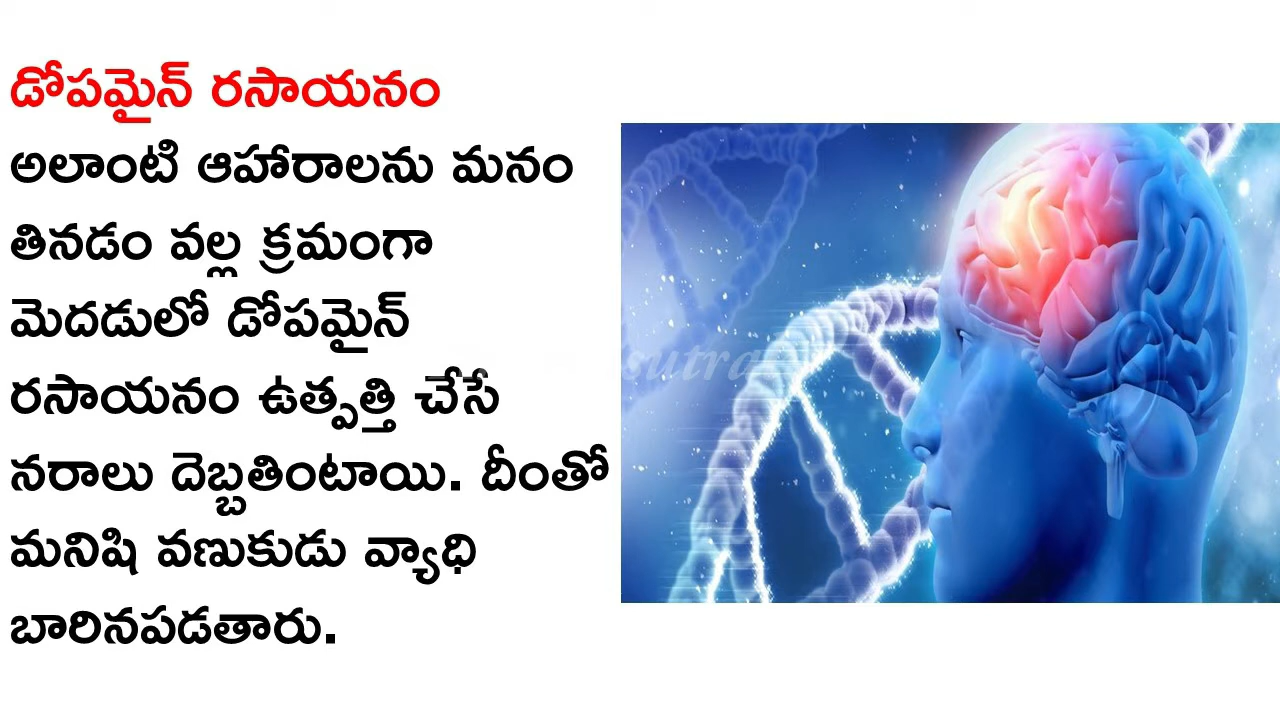 డోపమైన్ రసాయనం
అలాంటి ఆహారాలను మనం
తినడం వల్ల క్రమంగా
మెదడులో డోపమైన్
రసాయనం ఉత్పత్తి చేసే
నరాలు దెబ్బతింటాయి. దీంతో
మనిషి వణుకుడు వ్యాధి
బారినపడతారు.